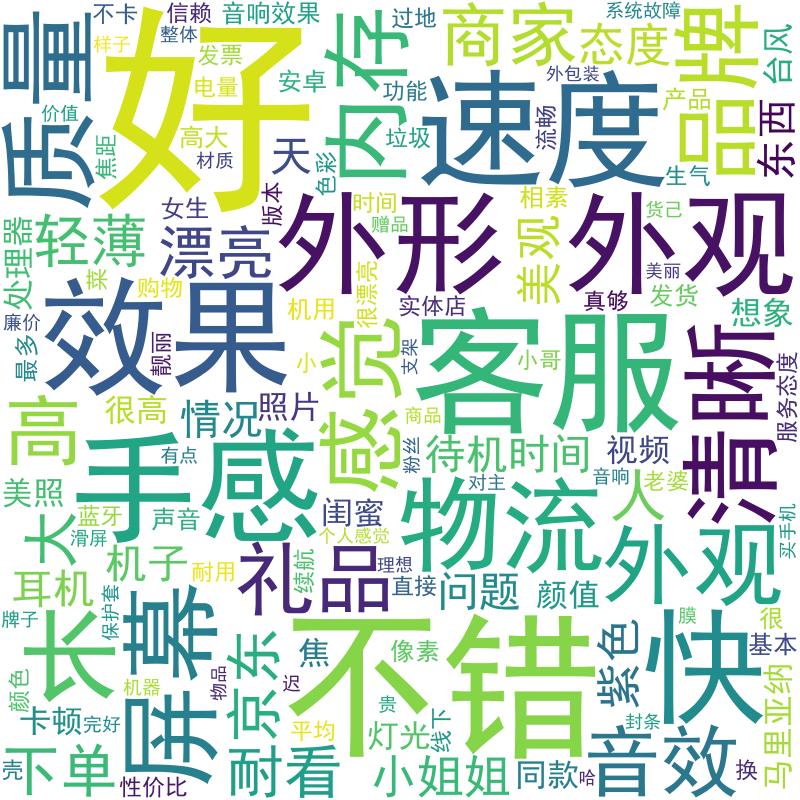 不卡
信赖
音响效果
过地
系统故障
质量
好
内存
商家
态度
品牌
台风
样子
整体
发票
电量
安卓
功能
外包装
价值
高大
焦距
材质
天
色彩
垃圾
速度
流畅
产品
东西
生气
女生
版本
时间
赠品
相素
货己
处理器
轻薄
漂亮
外形
美观
外观
美丽
菜
购物
很漂亮
实体店
真够
发货
想象
廉价
最多
效果
靓丽
机用
小
支架
感觉
小哥
客服
清晰
服务态度
高
很高
情况
照片
商品
粉丝
手感
有点
待机时间
视频
音响
对主
老婆
人
美照
大
蓝牙
声音
滑屏
闺蜜
个人感觉
物流
买手机
机子
耐用
礼品
续航
理想
直接
问题
颜值
外观
耳机
保护套
牌子
长
屏幕
京东
焦
不错
像素
紫色
快
膜
很
基本
颜色
机器
物品
迟
贵
卡顿
完好
平均
灯光
线下
封条
马里亚纳
壳
下单
性价比
耐看
小姐姐
同款
哈
音效
换